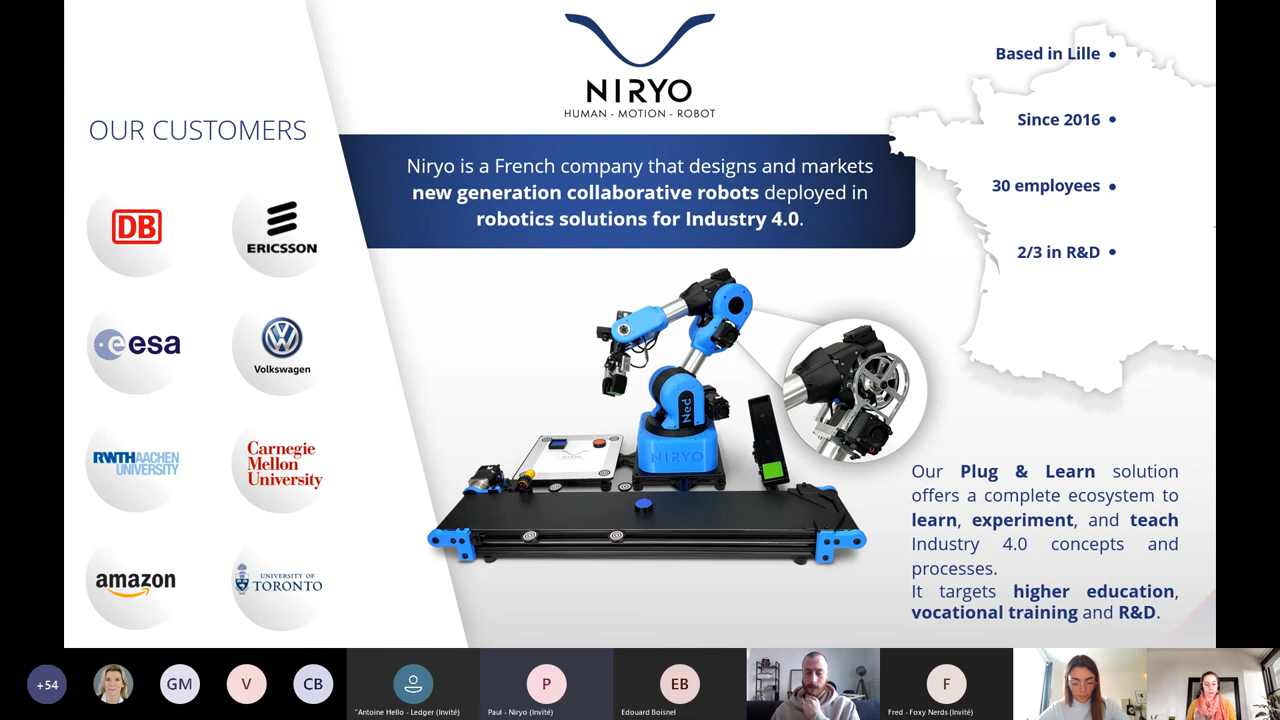 NIRYO
HUMAN - MOTION - ROBOT
OUR CUSTOMERS
DB
ERICSSON
esa
Volkswagen
RWTHAACHEN
UNIVERSITY
Carnegie
Mellon
University
amazon
UNIVERSITY OF
TORONTO
Niryo is a French company that designs and markets
new generation collaborative robots deployed in
robotics solutions for Industry 4.0.
Based in Lille •
Since 2016 •
30 employees •
2/3 in R&D •
Ned
NIRYO
Our Plug & Learn solution
offers a complete ecosystem to
learn, experiment, and teach
Industry 4.0 concepts and
processes.
It targets higher education,
vocational training and R&D.
+54
GM
V
CB
"Antoine Hello - Ledger (Invité)
P
Paul - Niryo (Invité)
EB
Edouard Boisnel
F
Fred - Foxy Nerds (Invité)